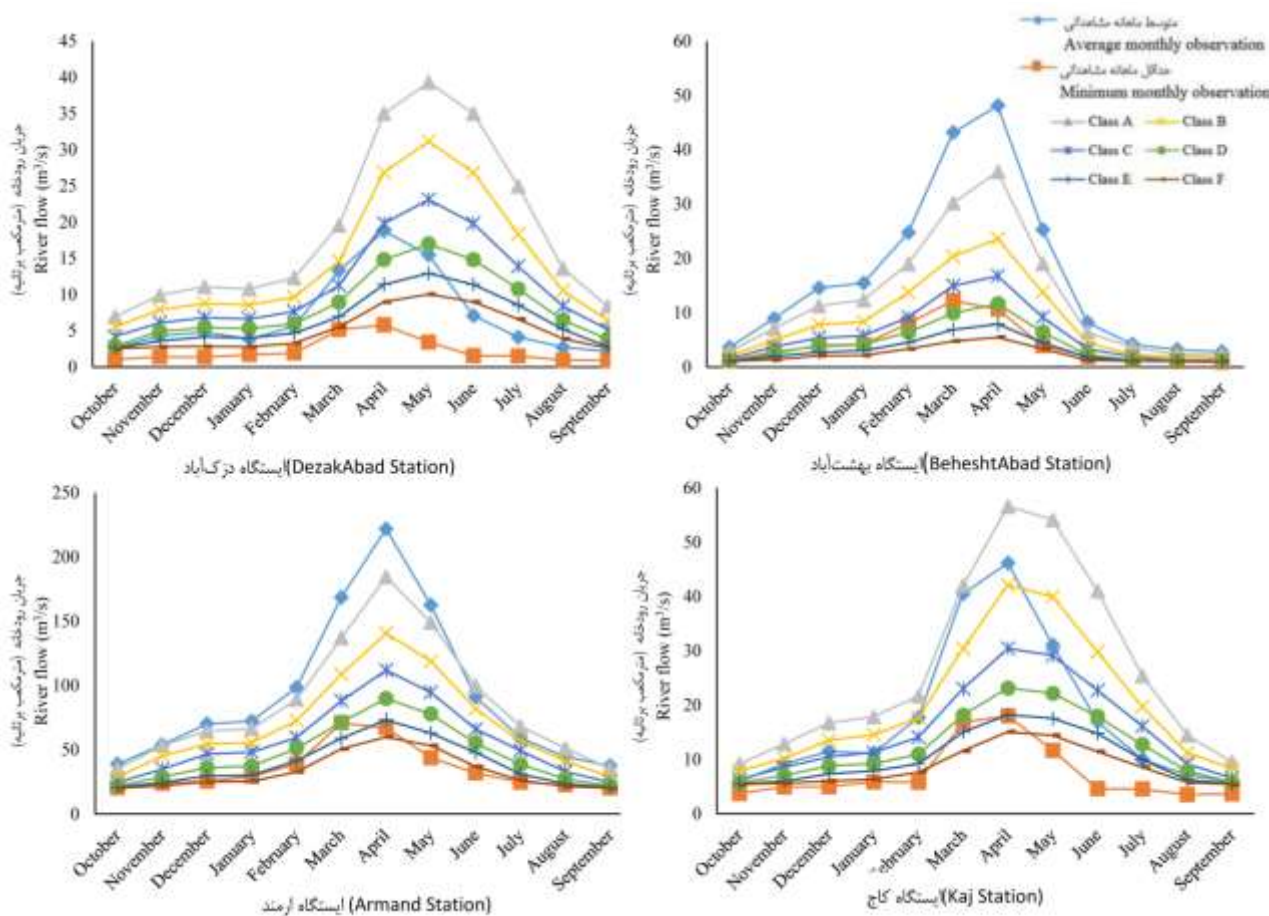 متوسط ماهانه مشاهداتی
Average monthly observation
حداقل ماهانه مشاهداتی
Minimum monthly observation
Class A
Class B
Class C
Class D
Class E
Class F
45
40
35
30
25
20
15
10
5
0
جریان رودخانه (مترمکعب برثانیه)
River flow (m³/s)
October
November
December
January
February
March
April
May
June
July
August
September
ایستگاه دزک‌آباد(DezakAbad Station)
60
50
40
30
20
10
0
جریان رودخانه (مترمکعب برثانیه)
River flow (m³/s)
October
November
December
January
February
March
April
May
June
July
August
September
ایستگاه بهشت‌آباد(BeheshtAbad Station)
250
200
150
100
50
0
جریان رودخانه (مترمکعب برثانیه)
River flow (m³/s)
October
November
December
January
February
March
April
May
June
July
August
September
ایستگاه ارمند (Armand Station)
60
50
40
30
20
10
0
جریان رودخانه (مترمکعب برثانیه)
River flow (m³/s)
October
November
December
January
February
March
April
May
June
July
August
September
ایستگاه کاج(Kaj Station)